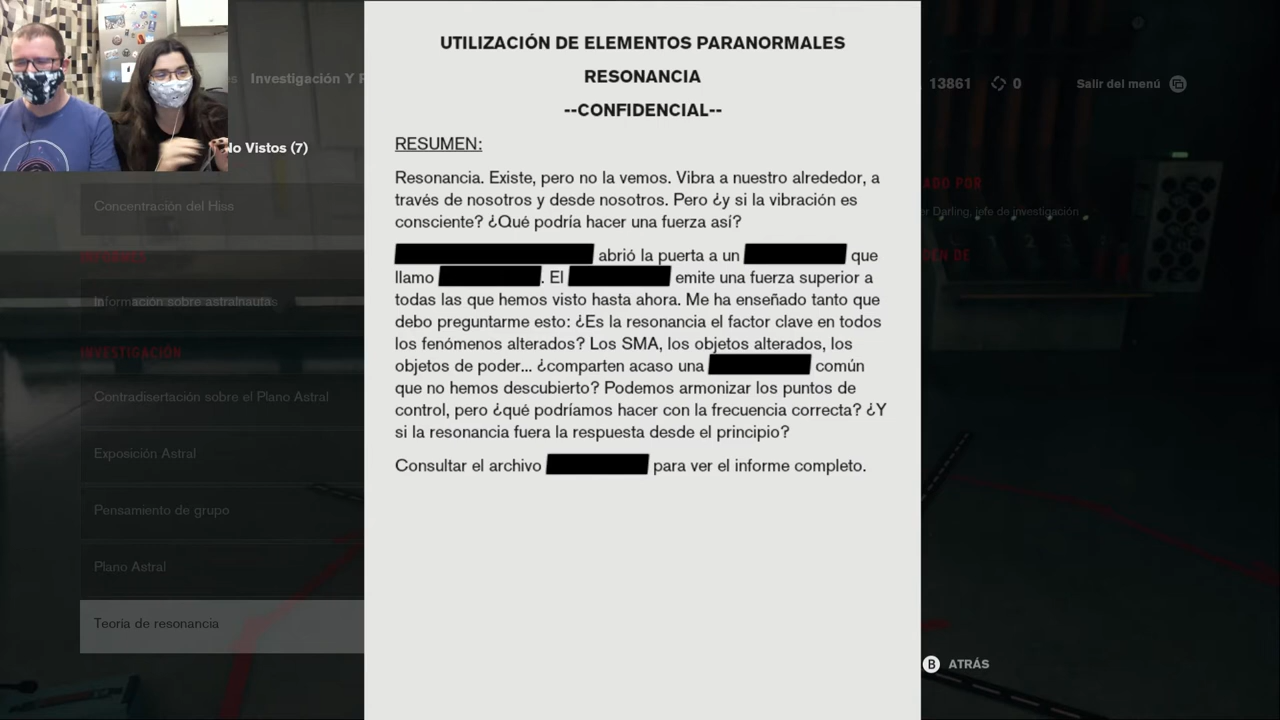 Investigación Y P
13861
0
Salir del menú
No Vistos (7)
Concentración del Hiss
INFORMES
Información sobre astralnautas
INVESTIGACIÓN
Contradisertación sobre el Plano Astral
Exposición Astral
Pensamiento de grupo
Plano Astral
Teoría de resonancia
UTILIZACIÓN DE ELEMENTOS PARANORMALES
RESONANCIA
--CONFIDENCIAL--
RESUMEN:
Resonancia. Existe, pero no la vemos. Vibra a nuestro alrededor, a
través de nosotros y desde nosotros. Pero ¿y si la vibración es
consciente? ¿Qué podría hacer una fuerza así?
abrió la puerta a un que
llamo . El emite una fuerza superior a
todas las que hemos visto hasta ahora. Me ha enseñado tanto que
debo preguntarme esto: ¿Es la resonancia el factor clave en todos
los fenómenos alterados? Los SMA, los objetos alterados, los
objetos de poder... ¿comparten acaso una común
que no hemos descubierto? Podemos armonizar los puntos de
control, pero ¿qué podríamos hacer con la frecuencia correcta? ¿Y
si la resonancia fuera la respuesta desde el principio?
Consultar el archivo para ver el informe completo.
ADO POR
r Darling, jefe de investigación
DEN DE
B ATRÁS